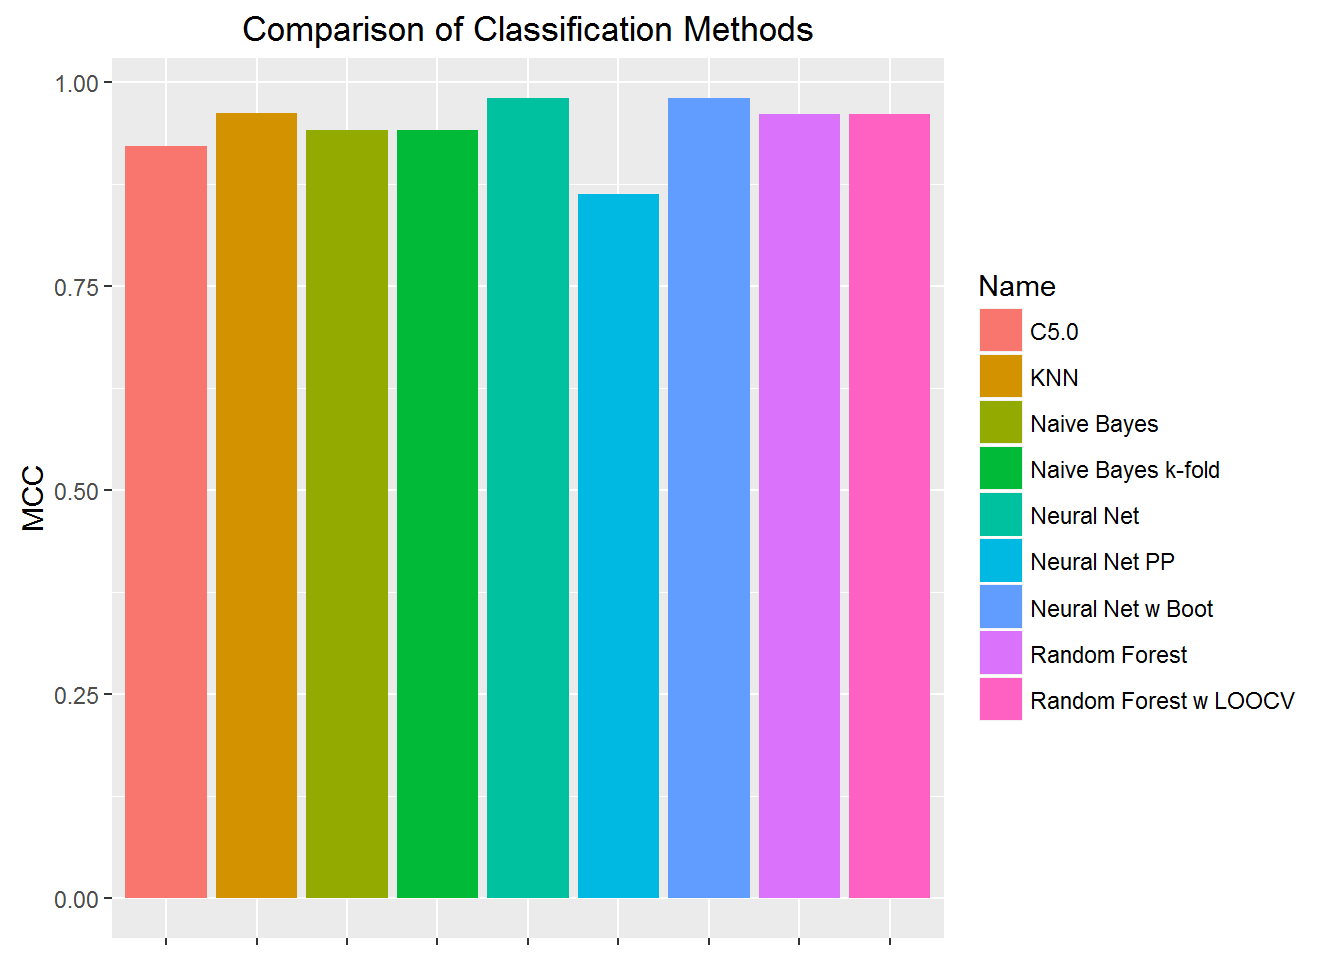 Comparison of Classification Methods
1.00
0.75
0.50
0.25
0.00
MCC
Name
C5.0
KNN
Naive Bayes
Naive Bayes k-fold
Neural Net
Neural Net PP
Neural Net w Boot
Random Forest
Random Forest w LOOCV